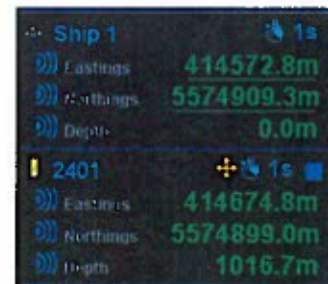 Ship 1 1s
Eastings 414572.8m
Northings 5574909.3m
Depth 0.0m
2401 1s
Eastings 414674.8m
Northings 5574899.0m
Depth 1016.7m